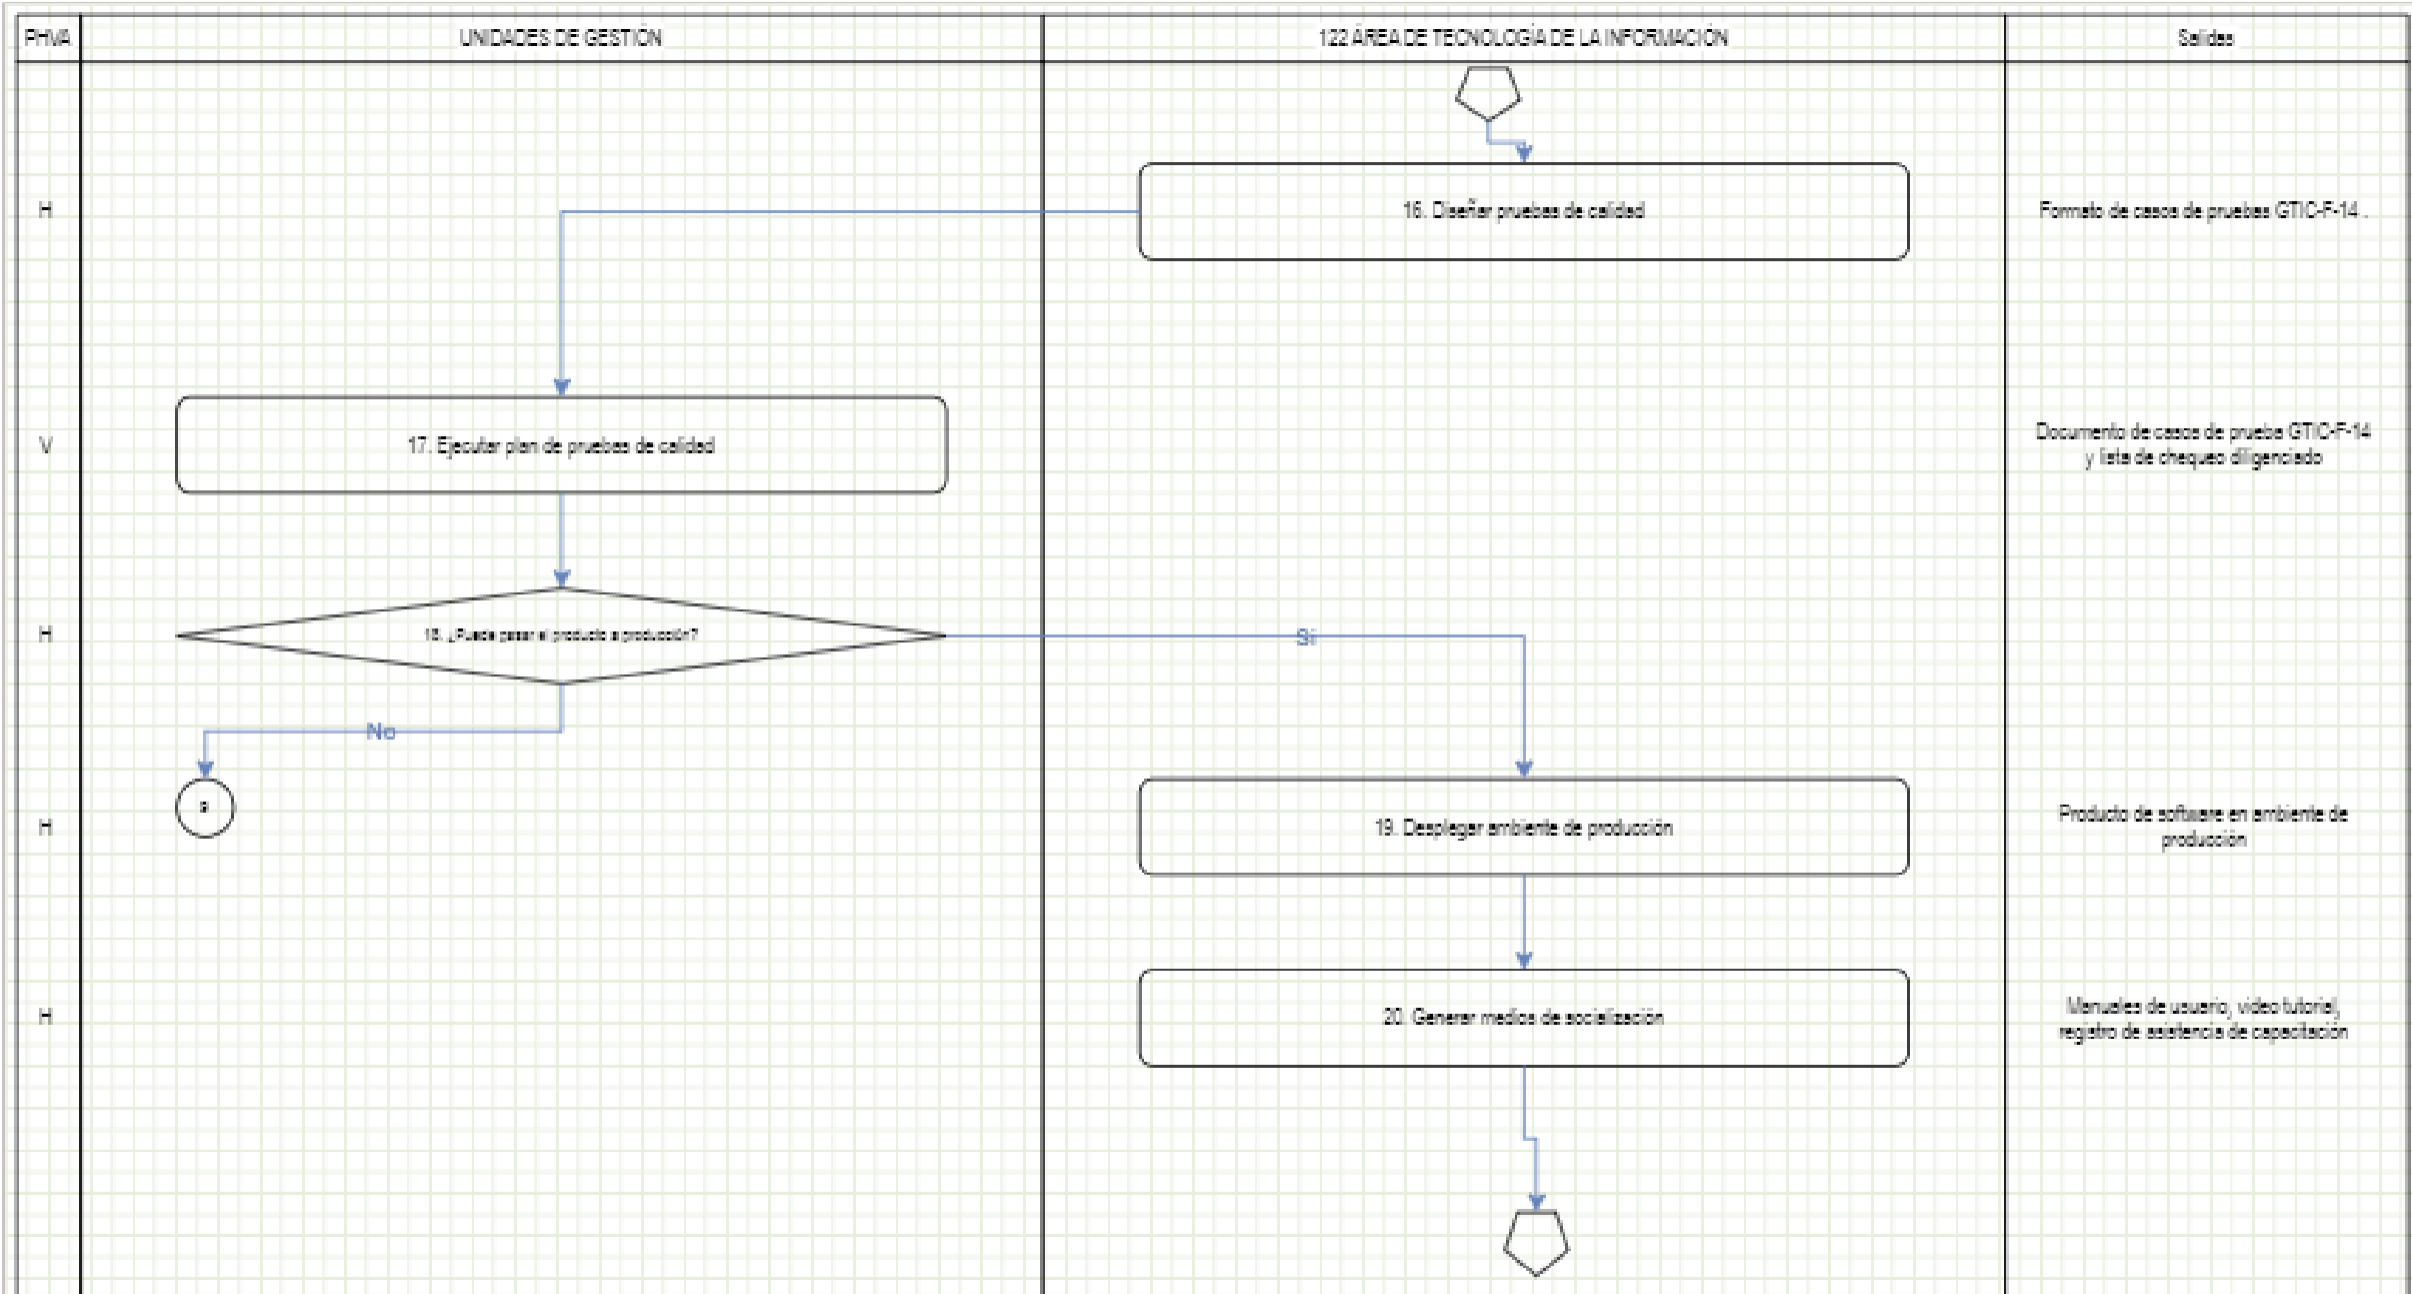 PHVA
UNIDADES DE GESTIÓN
122 ÁREA DE TECNOLOGÍA DE LA INFORMACIÓN
Salidas
H
16. Diseñar pruebas de calidad
Formato de casos de pruebas GTIC-F-14 .
V
17. Ejecutar plan de pruebas de calidad
Documento de casos de prueba GTIC-F-14
y lista de chequeo diligenciado
H
18. ¿Puede pasar el producto a producción?
Si
No
H
19. Desplegar ambiente de producción
Producto de software en ambiente de
producción
H
20. Generar medios de socialización
Manuales de usuario, video tutorial,
registro de asistencia de capacitación